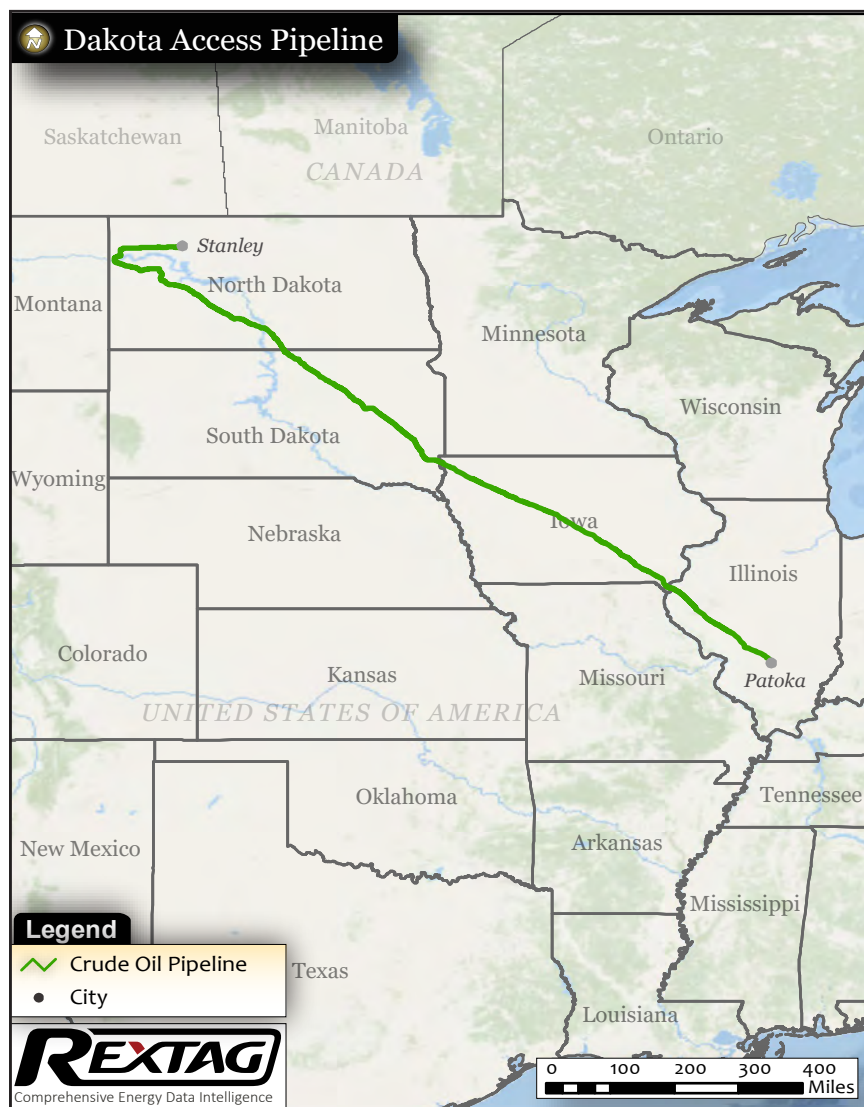 N
Dakota Access Pipeline
Saskatchewan
Manitoba
Ontario
CANADA
Stanley
North Dakota
Montana
Minnesota
Wisconsin
South Dakota
Wyoming
Iowa
Nebraska
Illinois
Colorado
Kansas
Missouri
Patoka
UNITED STATES OF AMERICA
Oklahoma
Tennessee
Arkansas
New Mexico
Mississippi
Legend
Crude Oil Pipeline
City
Texas
Louisiana
REXTAG
Comprehensive Energy Data Intelligence
0 100 200 300 400
Miles